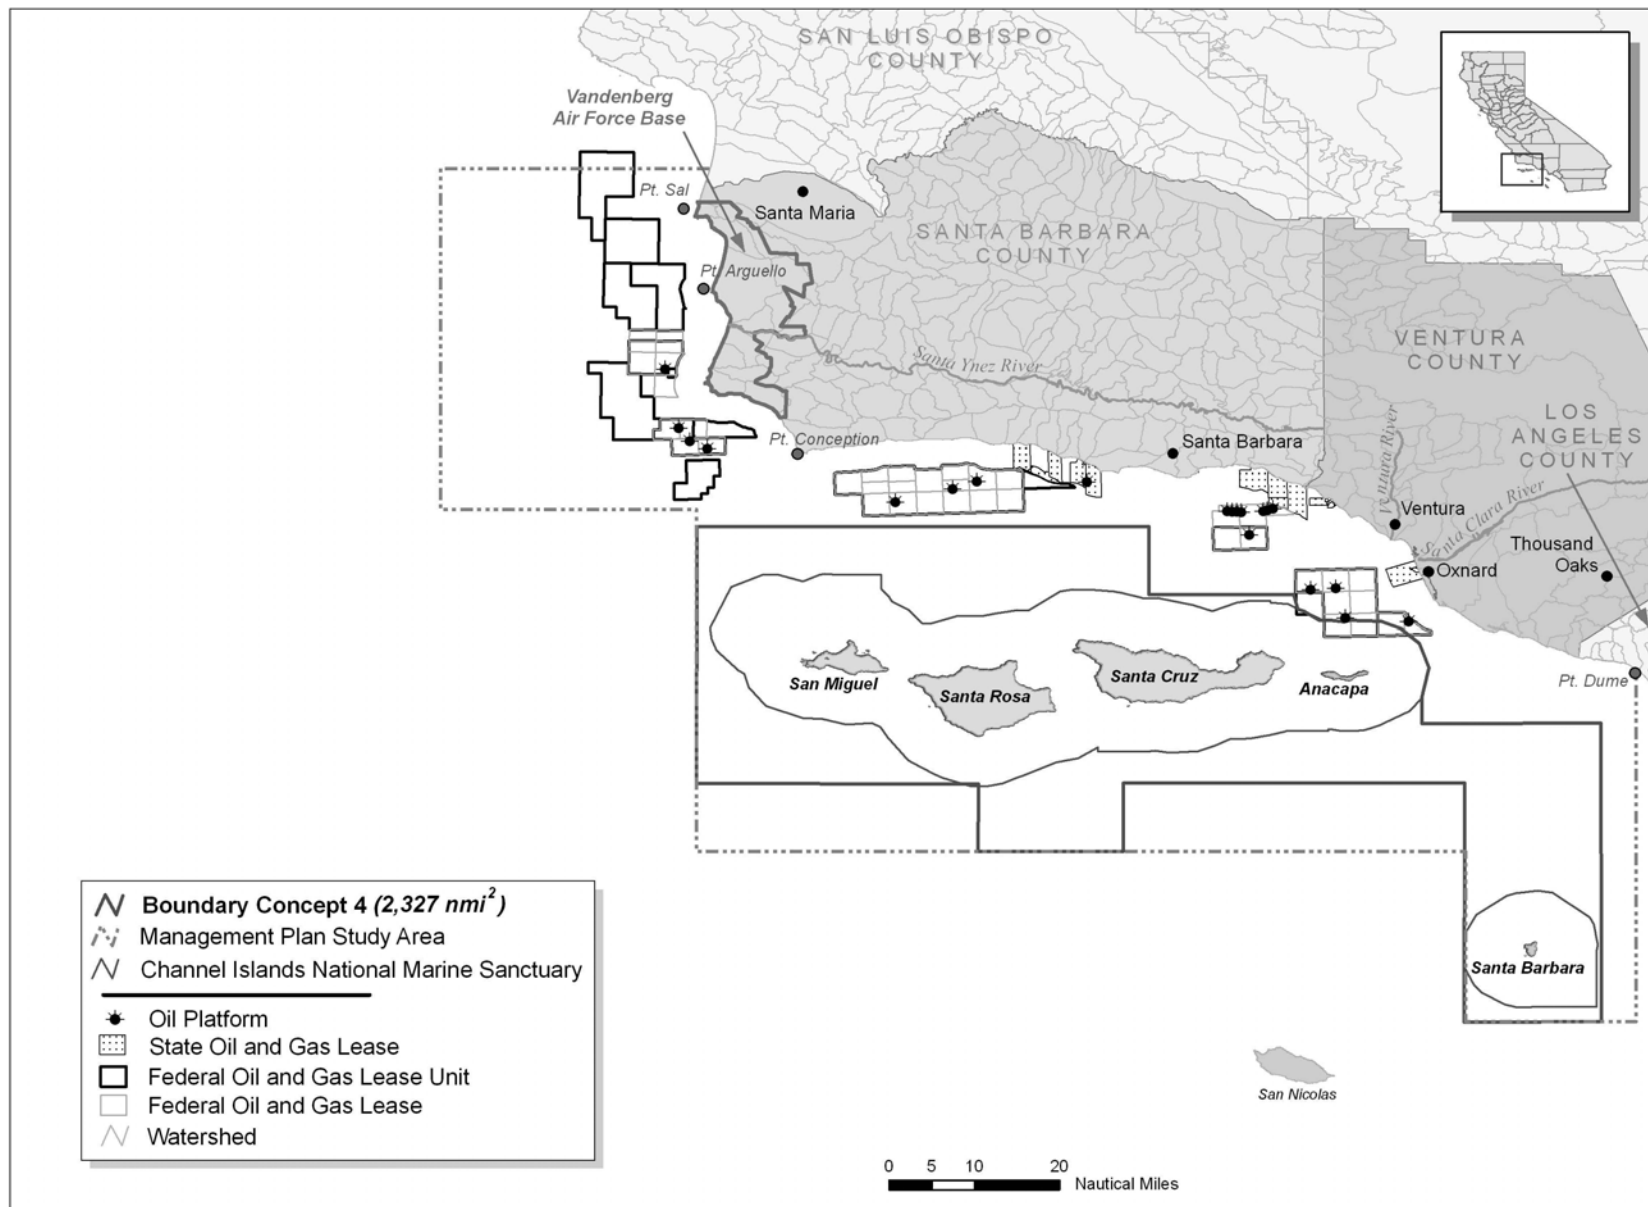 SAN LUIS OBISPO
COUNTY
Vandenberg
Air Force Base
Pt. Sal
Santa Maria
SANTA BARBARA
COUNTY
Pt. Arguello
VENTURA
COUNTY
Santa Ynez River
LOS
ANGELES
COUNTY
Pt. Conception
Santa Barbara
Ventura River
Ventura
Santa Clara River
Thousand
Oaks
Oxnard
San Miguel
Santa Rosa
Santa Cruz
Anacapa
Pt. Dume
Boundary Concept 4 (2,327 nmi²)
Management Plan Study Area
Channel Islands National Marine Sanctuary
Oil Platform
State Oil and Gas Lease
Federal Oil and Gas Lease Unit
Federal Oil and Gas Lease
Watershed
Santa Barbara
San Nicolas
0 5 10 20
Nautical Miles